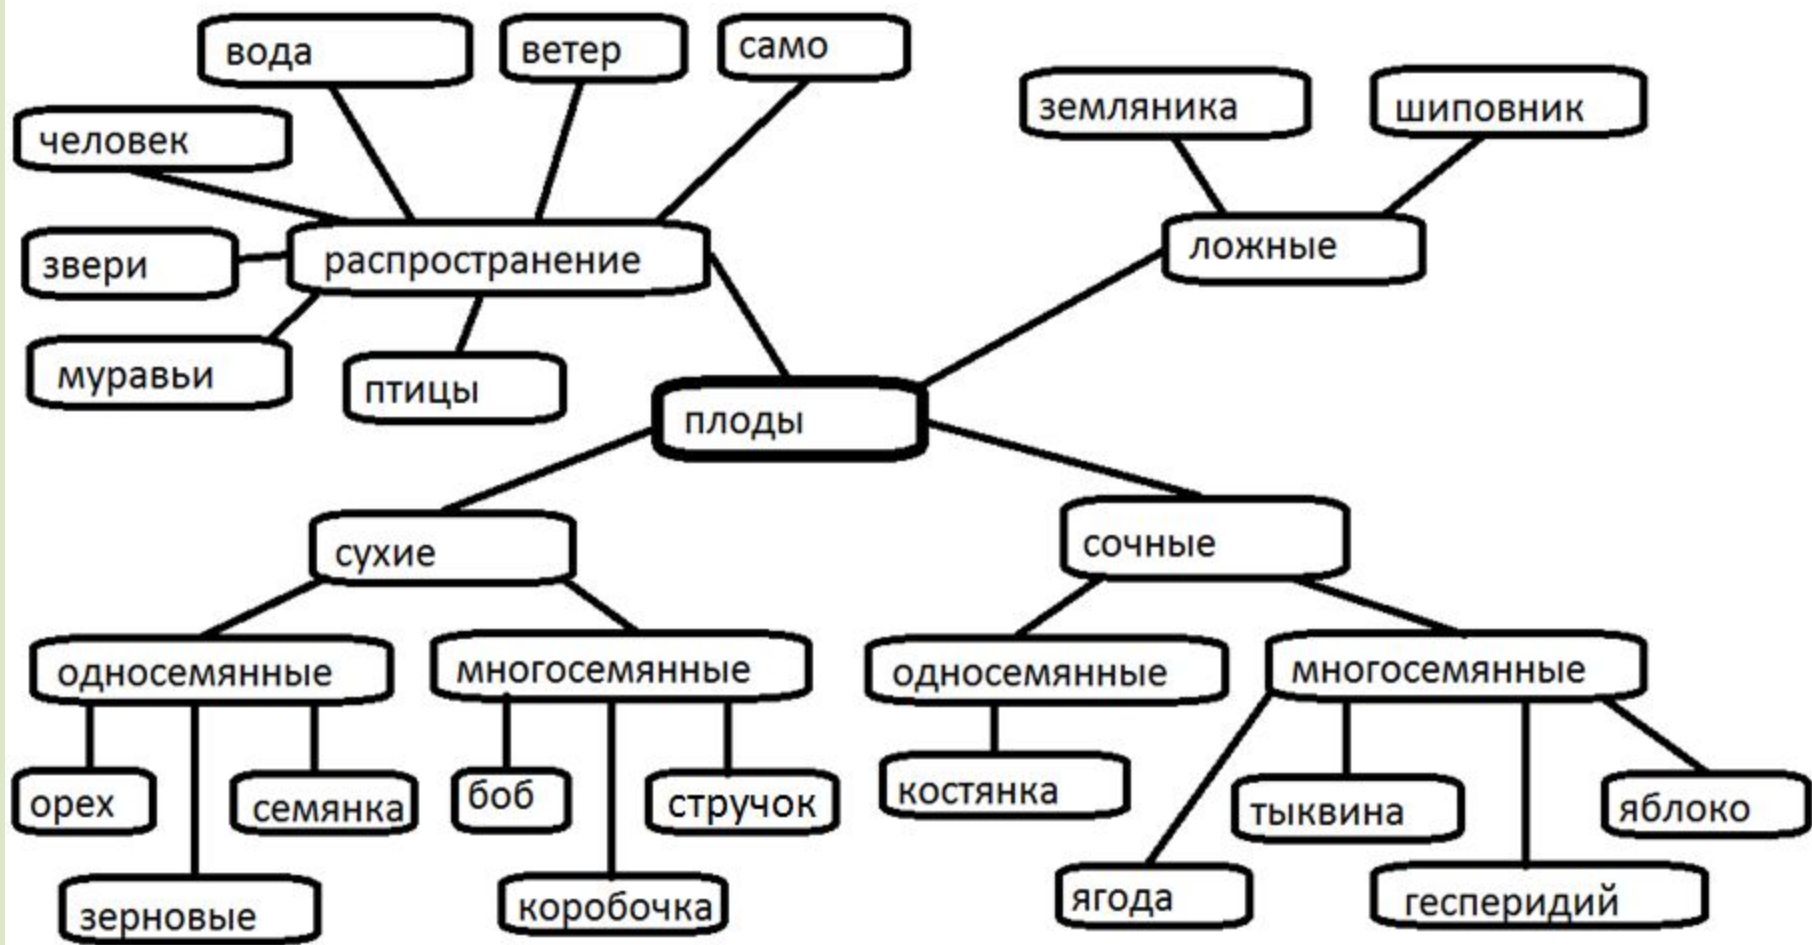 вода
ветер
само
человек
земляника
шиповник
звери
распространение
ложные
муравьи
птицы
плоды
сухие
сочные
односемянные
многосемянные
односемянные
многосемянные
орех
семянка
боб
стручок
костянка
тыквина
яблоко
зерновые
коробочка
ягода
гесперидий